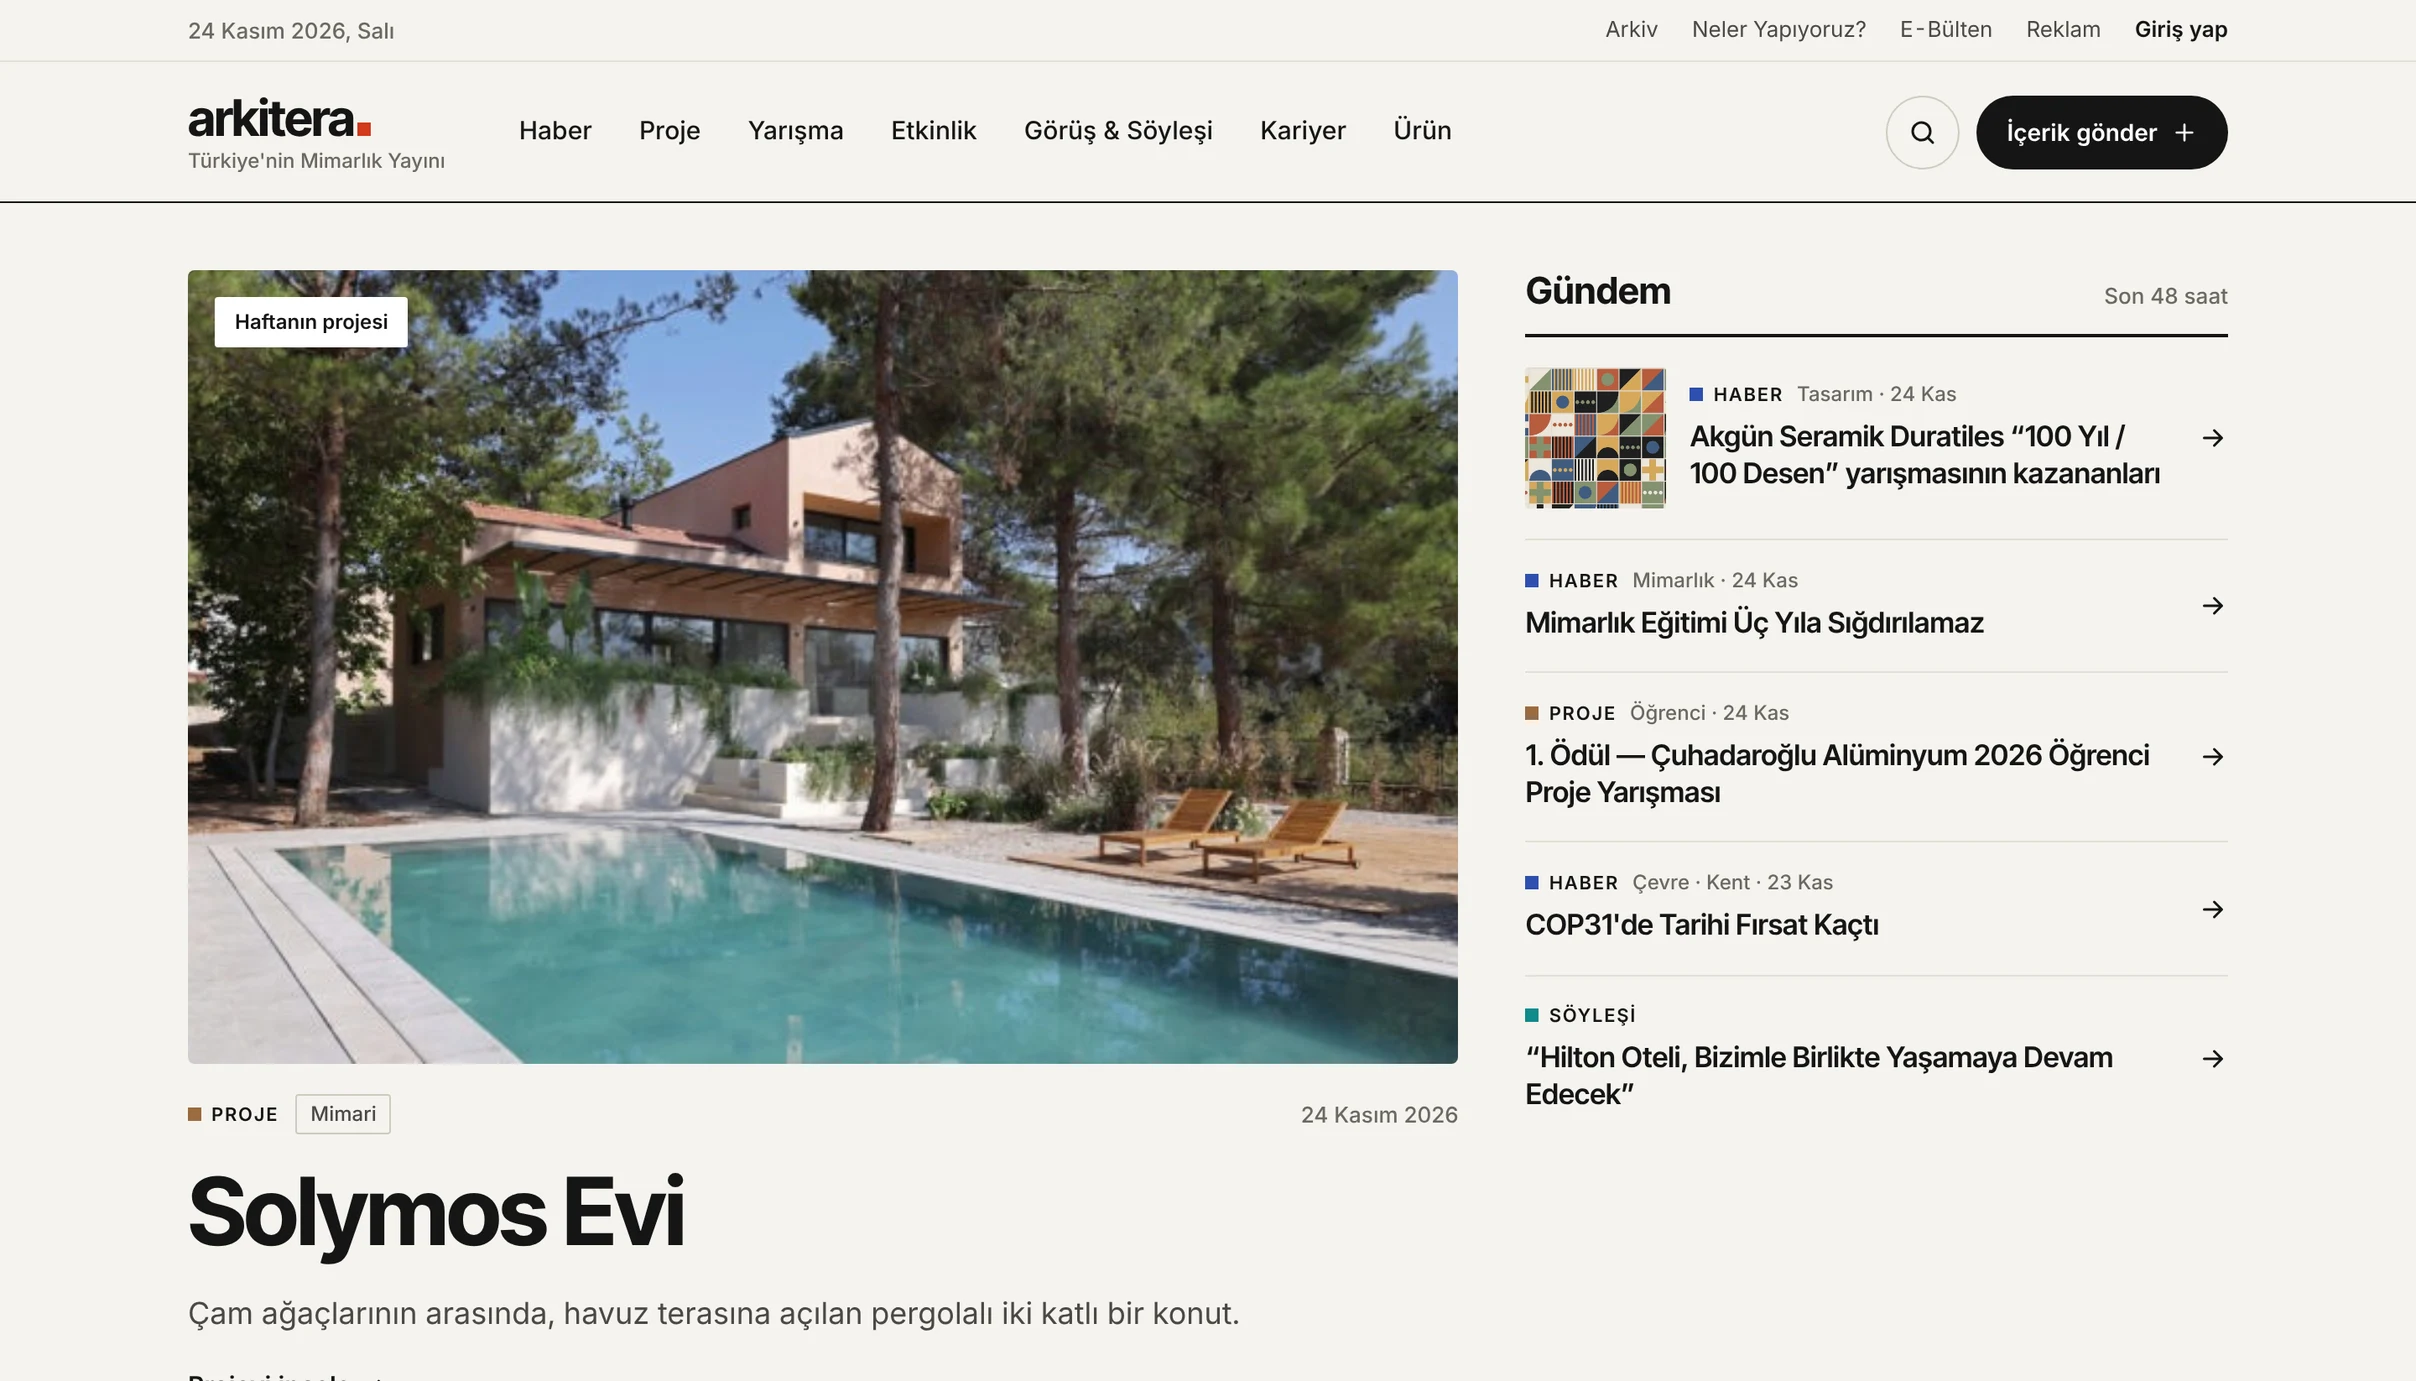 24 Kasım 2026, Salı
Arkiv Neler Yapıyoruz? E-Bülten Reklam Giriş yap
arkitera.
Türkiye'nin Mimarlık Yayını
Haber Proje Yarışma Etkinlik Görüş & Söyleşi Kariyer Ürün
İçerik gönder +
Haftanın projesi
PROJE Mimari 24 Kasım 2026
Solymos Evi
Çam ağaçlarının arasında, havuz terasına açılan pergolalı iki katlı bir konut.
Gündem Son 48 saat
HABER Tasarım · 24 Kas
Akgün Seramik Duratiles “100 Yıl /
100 Desen” yarışmasının kazananları
HABER Mimarlık · 24 Kas
Mimarlık Eğitimi Üç Yıla Sığdırılamaz
PROJE Öğrenci · 24 Kas
1. Ödül — Çuhadaroğlu Alüminyum 2026 Öğrenci
Proje Yarışması
HABER Çevre · Kent · 23 Kas
COP31'de Tarihi Fırsat Kaçtı
SÖYLEŞİ
“Hilton Oteli, Bizimle Birlikte Yaşamaya Devam
Edecek”